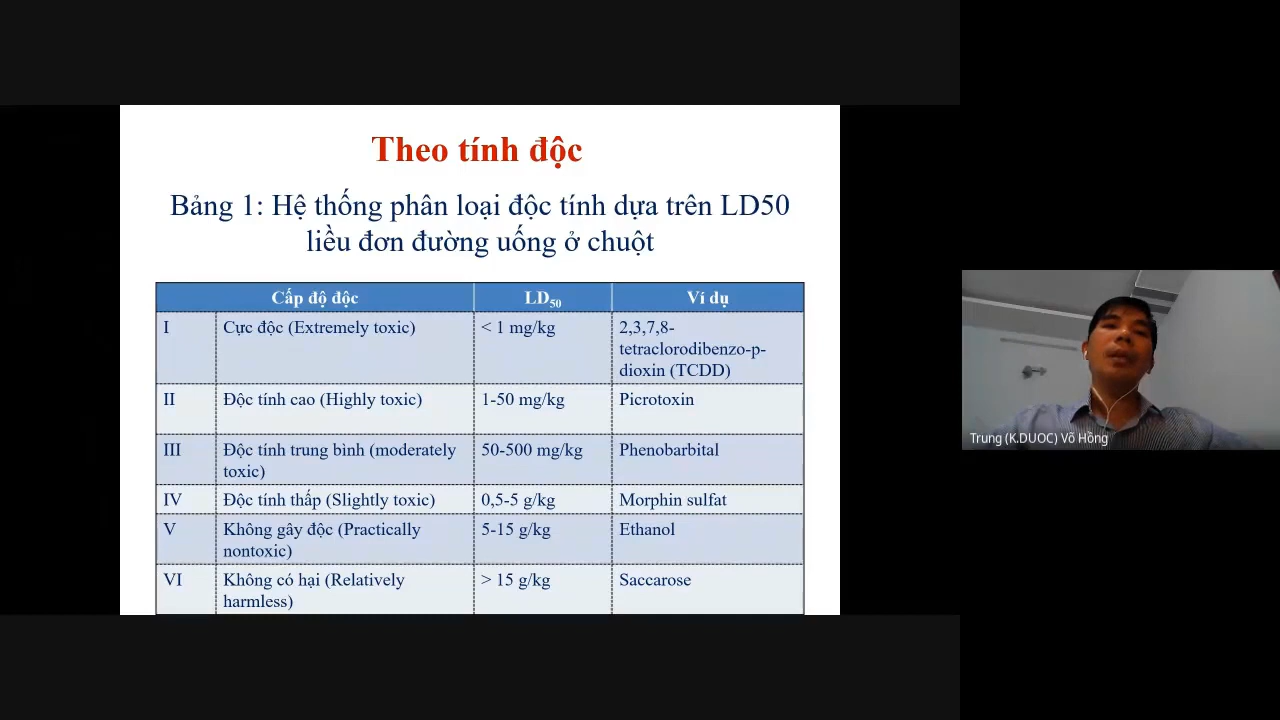 Theo tính độc
Bảng 1: Hệ thống phân loại độc tính dựa trên LD50
liều đơn đường uống ở chuột
Cấp độ độc LD50 Ví dụ
I Cực độc (Extremely toxic) < 1 mg/kg 2,3,7,8-
tetraclorodibenzo-p-
dioxin (TCDD)
II Độc tính cao (Highly toxic) 1-50 mg/kg Picrotoxin
III Độc tính trung bình (moderately 50-500 mg/kg Phenobarbital
toxic)
IV Độc tính thấp (Slightly toxic) 0,5-5 g/kg Morphin sulfat
V Không gây độc (Practically 5-15 g/kg Ethanol
nontoxic)
VI Không có hại (Relatively > 15 g/kg Saccarose
harmless)
Trung (K.DUOC) Võ Hồng